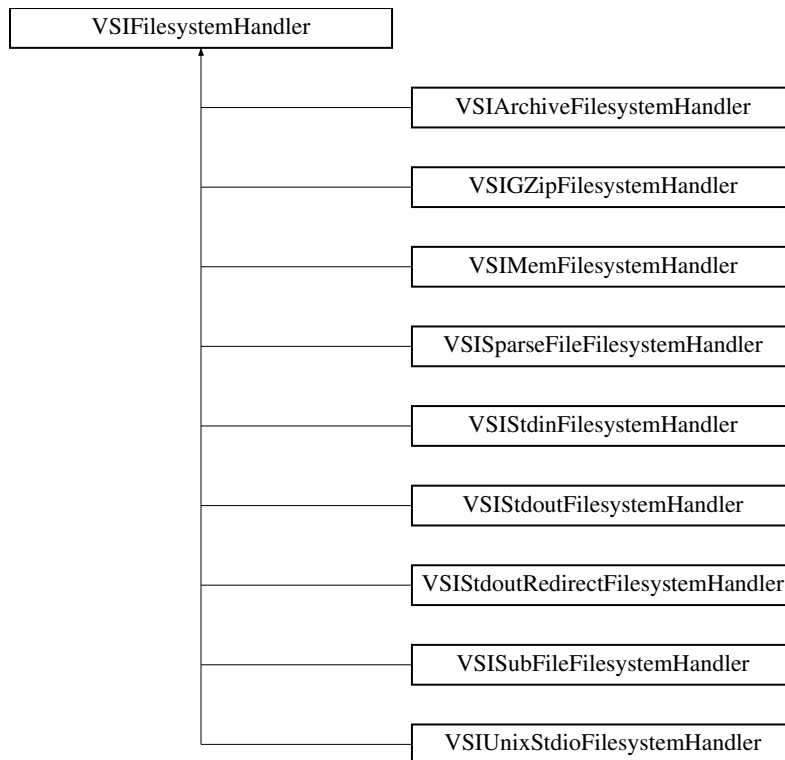 VSIFilesystemHandler
VSIArchiveFilesystemHandler
VSIGZipFilesystemHandler
VSIMemFilesystemHandler
VSISparseFileFilesystemHandler
VSIStdinFilesystemHandler
VSIStdoutFilesystemHandler
VSIStdoutRedirectFilesystemHandler
VSISubFileFilesystemHandler
VSIUnixStdioFilesystemHandler